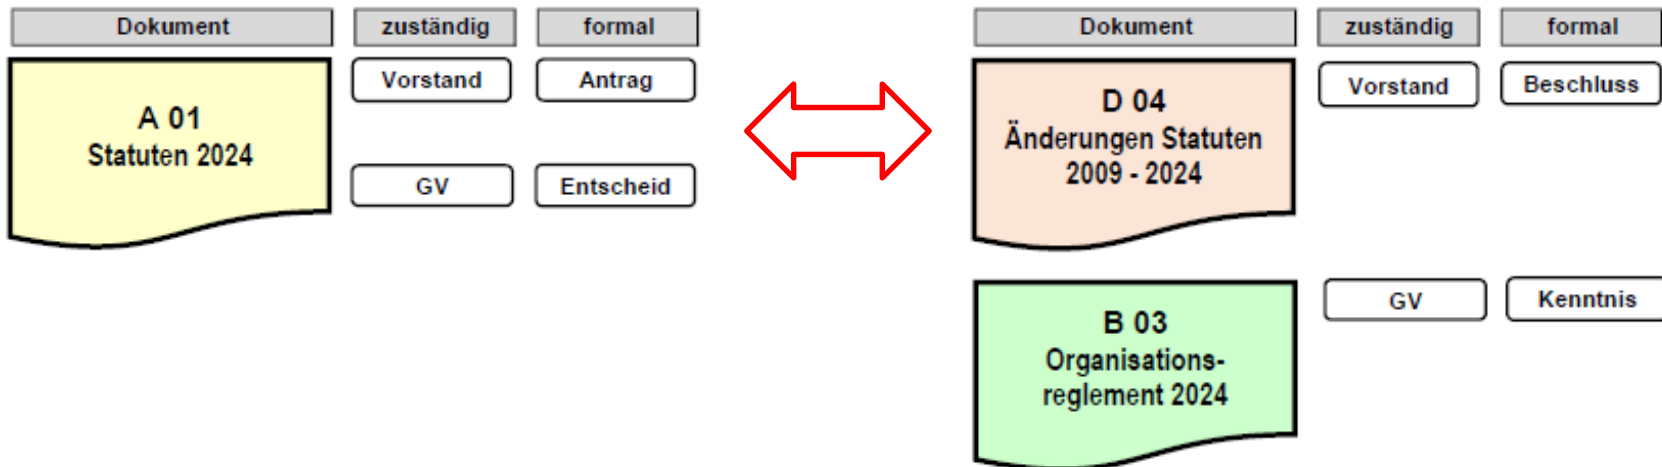 Dokument
zuständig
formal
A 01
Statuten 2024
Vorstand
Antrag
GV
Entscheid
Dokument
zuständig
formal
D 04
Änderungen Statuten
2009 - 2024
Vorstand
Beschluss
B 03
Organisations-
reglement 2024
GV
Kenntnis